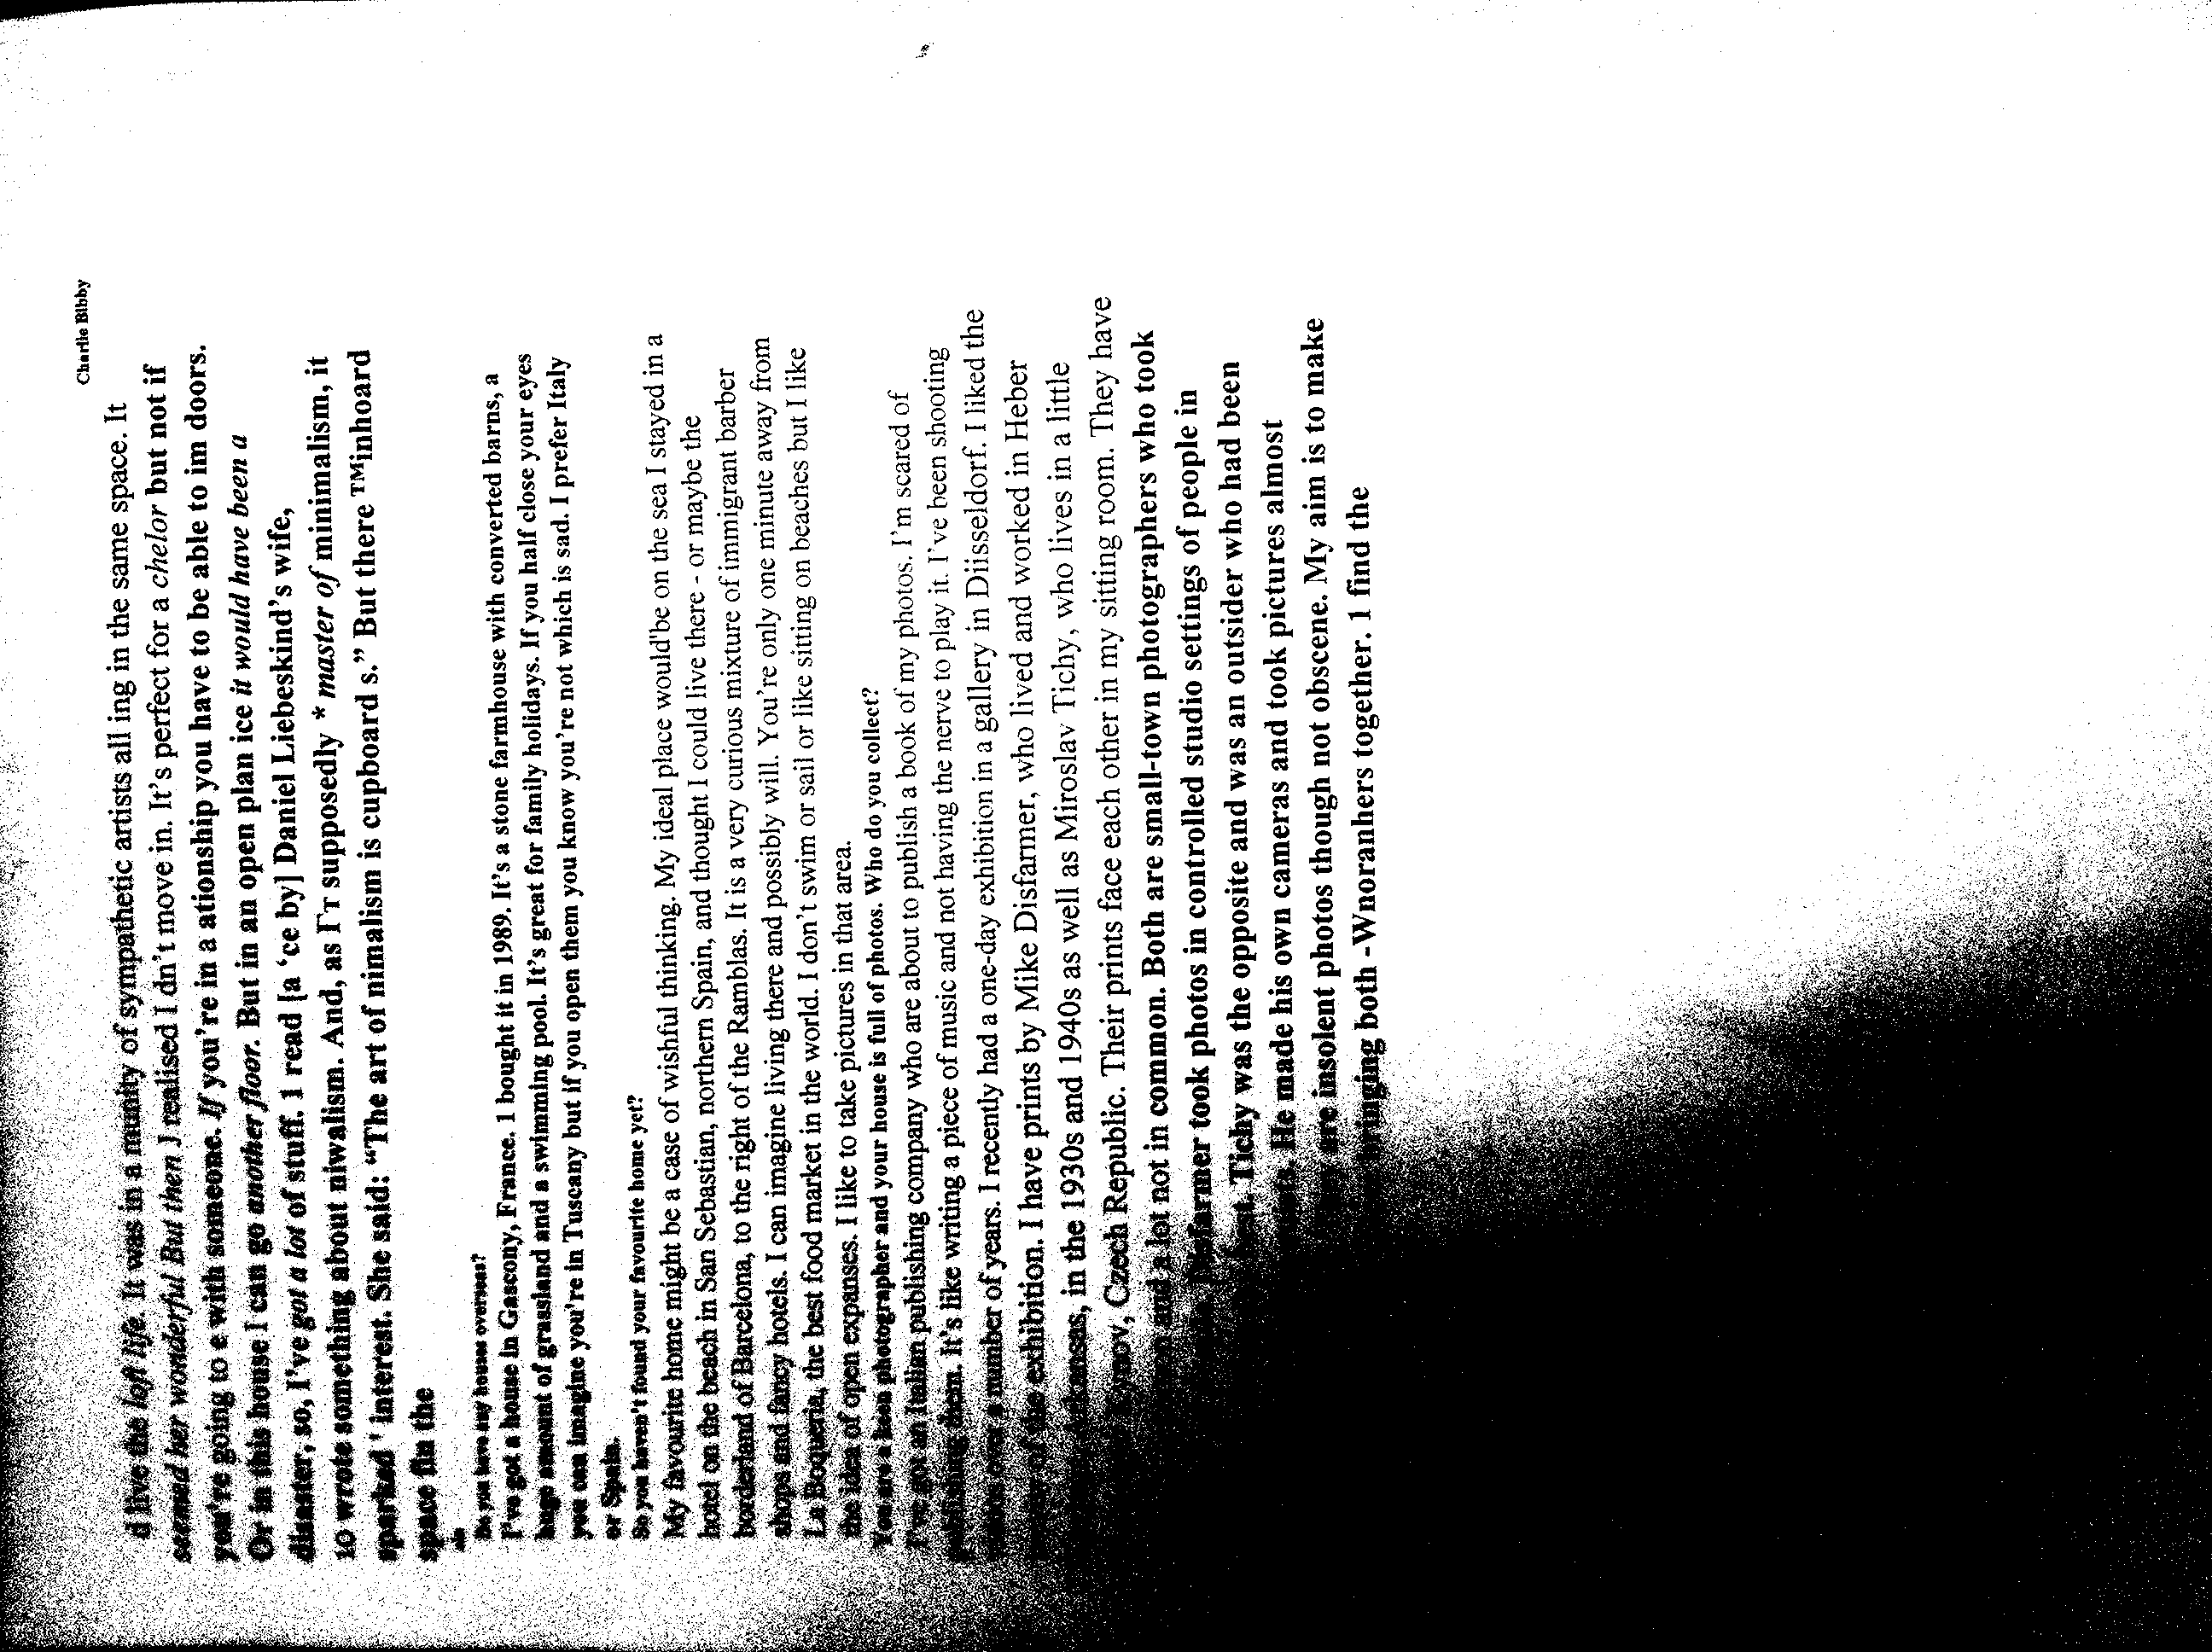 Charlie Bibby
d live the loft life. It was in a munity of sympathetic artists all ing in the same space. It
seemed her wonderful But then J realised I dn't move in. It's perfect for a chelor but not if
you're going to e with someone. If you're in a ationship you have to be able to im doors.
Or in this house I can go another floor. But in an open plan ice it would have been a
disaster, so, I've got a lot of stuff. 1 read [a 'ce by] Daniel Liebeskind's wife,
10 wrote something about niwalism. And, as Гт supposedly * master of minimalism, it
sparked ' interest. She said: “The art of nimalism is cupboard s.” But there ™inhoard
space fin the
Do you have any houses overseas?
I've got a house in Gascony, France. 1 bought it in 1989. It's a stone farmhouse with converted barns, a
huge amount of grasland and a swimming pool. It's great for family holidays. If you half close your eyes
you can imagine you're in Tuscany but if you open them you know you're not which is sad. I prefer Italy
or Spain.
So you haven't found your favourite home yet?
My favourite home might be a case of wishful thinking. My ideal place would'be on the sea I stayed in a
hotel on the beach in San Sebastian, northern Spain, and thought I could live there - or maybe the
borderland of Barcelona, to the right of the Ramblas. It is a very curious mixture of immigrant barber
shops and fancy hotels. I can imagine living there and possibly will. You're only one minute away from
La Boqueria, the best food market in the world. I don't swim or sail or like sitting on beaches but I like
the idea of open expanses. I like to take pictures in that area.
You are a keen photographer and your house is full of photos. Who do you collect?
I've got an Italian publishing company who are about to publish a book of my photos. I'm scared of
publishing them. It's like writing a piece of music and not having the nerve to play it. I've been shooting
over a number of years. I recently had a one-day exhibition in a gallery in Diisseldorf. I liked the
of the exhibition. I have prints by Mike Disfarmer, who lived and worked in Heber
Arkansas, in the 1930s and 1940s as well as Miroslav Tichy, who lives in a little
Kyjov, Czech Republic. Their prints face each other in my sitting room. They have
and a lot not in common. Both are small-town photographers who took
Disfarmer took photos in controlled studio settings of people in
Tichy was the opposite and was an outsider who had been
He made his own cameras and took pictures almost
are insolent photos though not obscene. My aim is to make
bringing both -Wnoranhers together. 1 find the